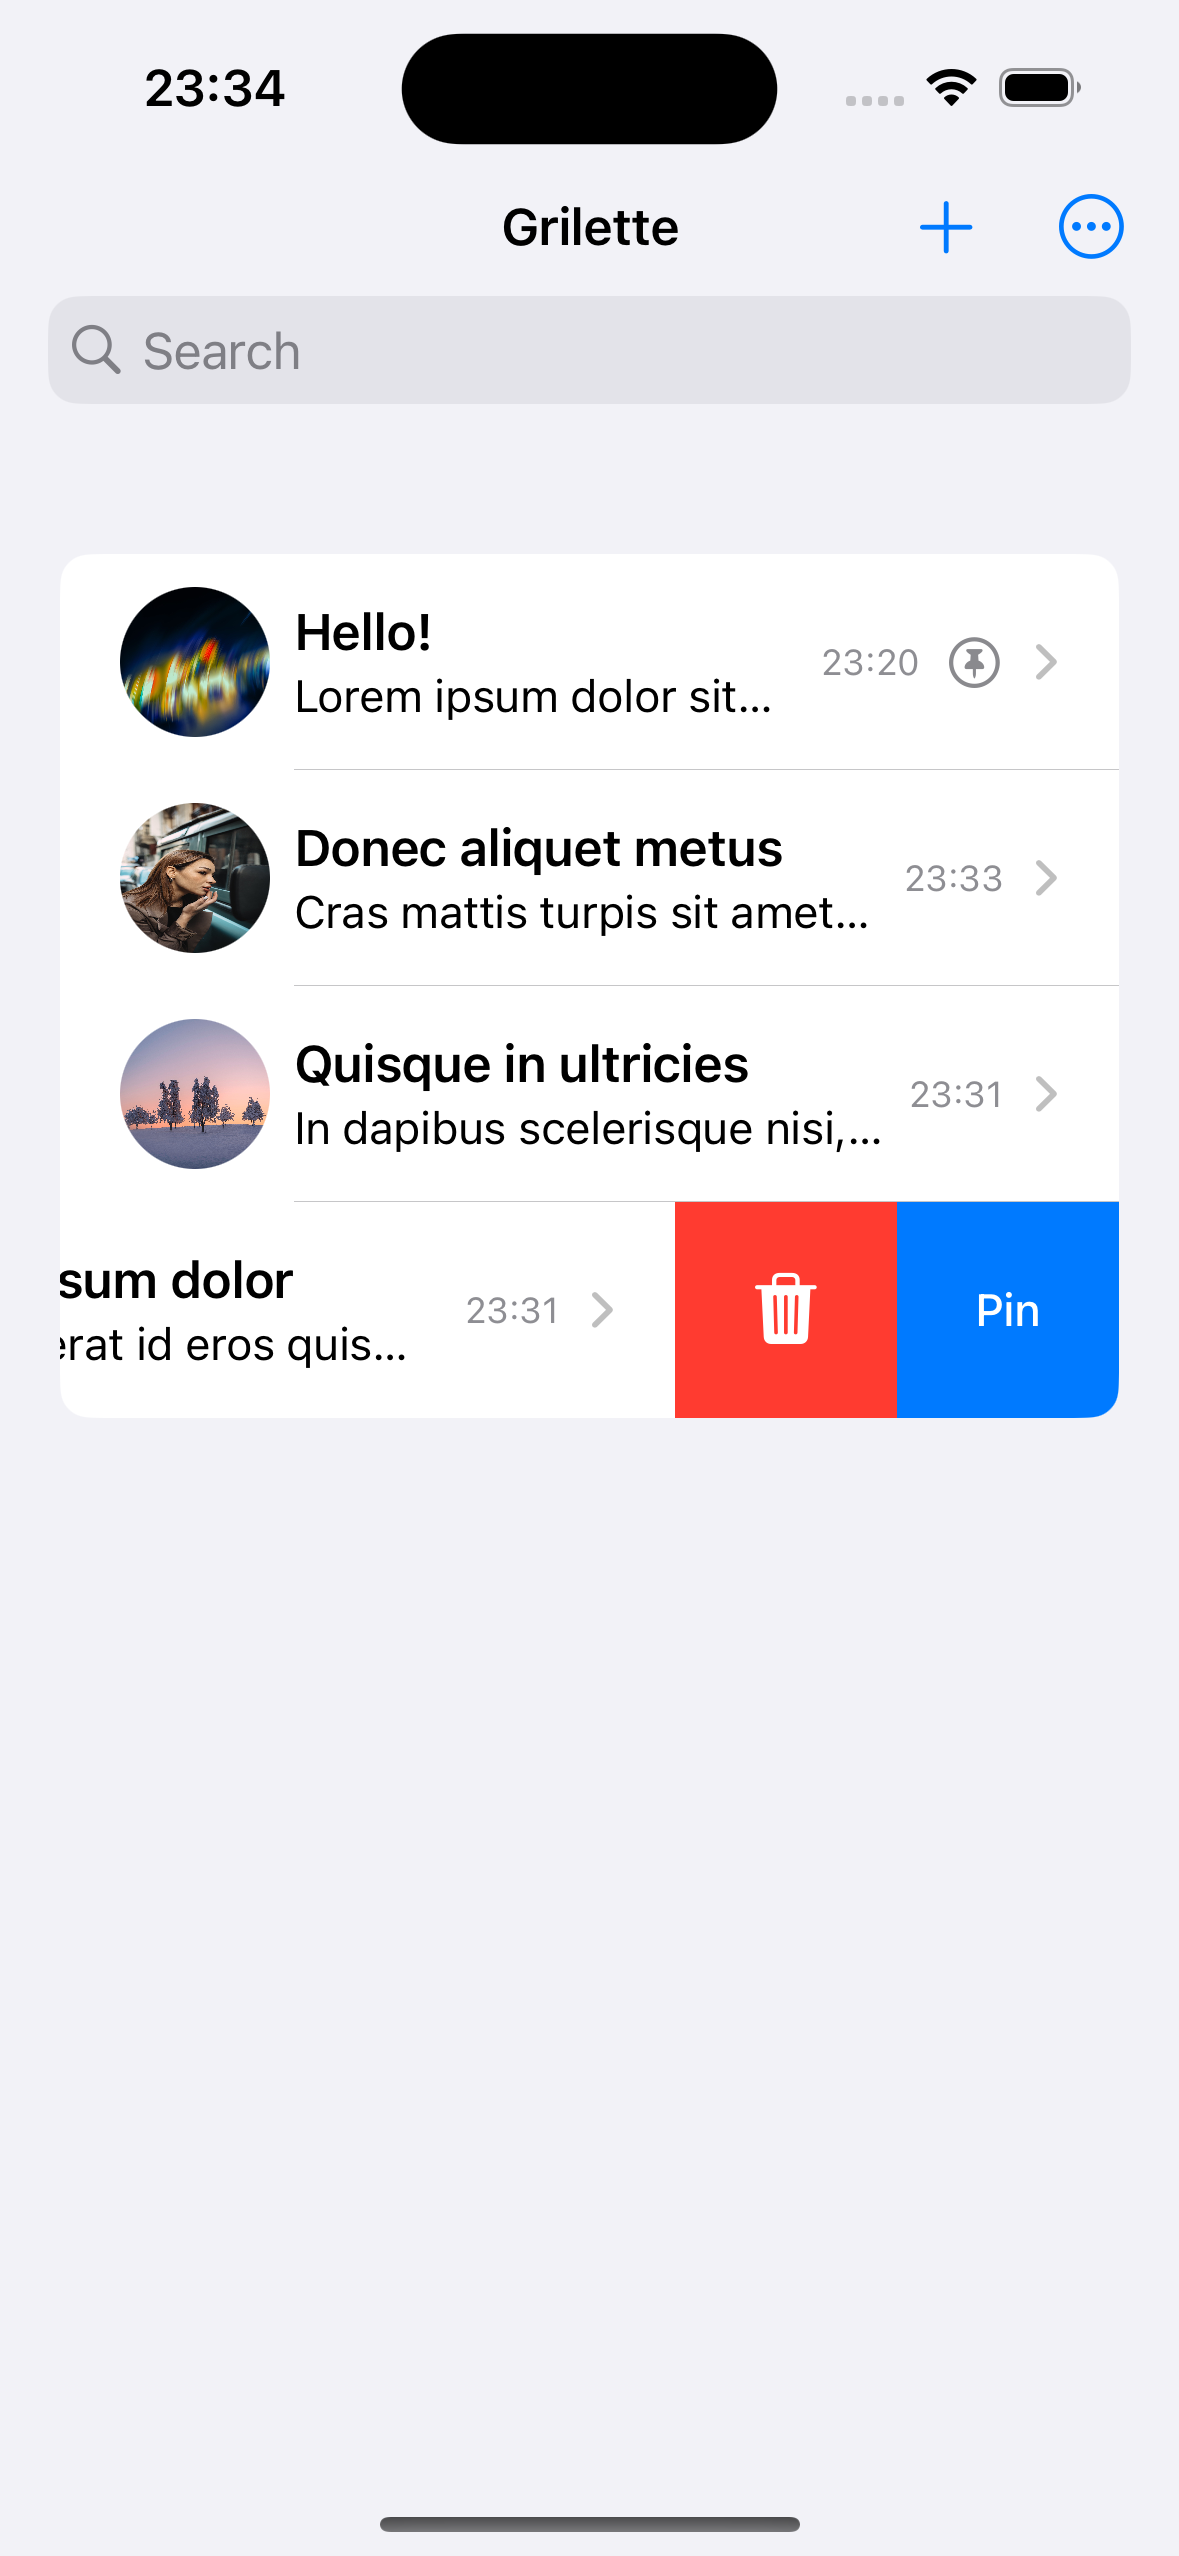 23:34
Grilette
Search
Hello!
Lorem ipsum dolor sit...
23:20
Donec aliquet metus
Cras mattis turpis sit amet...
23:33
Quisque in ultricies
In dapibus scelerisque nisi,...
23:31
sum dolor
erat id eros quis...
23:31
Pin